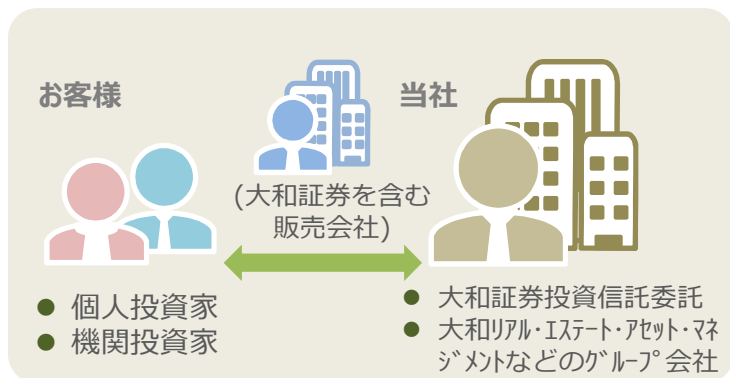 お客様
当社
(大和証券を含む
販売会社)
● 個人投資家
● 機関投資家
● 大和証券投資信託委託
● 大和ﾘｱﾙ・ｴｽﾃｰﾄ・ｱｾｯﾄ・ﾏﾈ
ｼﾞﾒﾝﾄなどのｸﾞﾙｰﾌﾟ会社